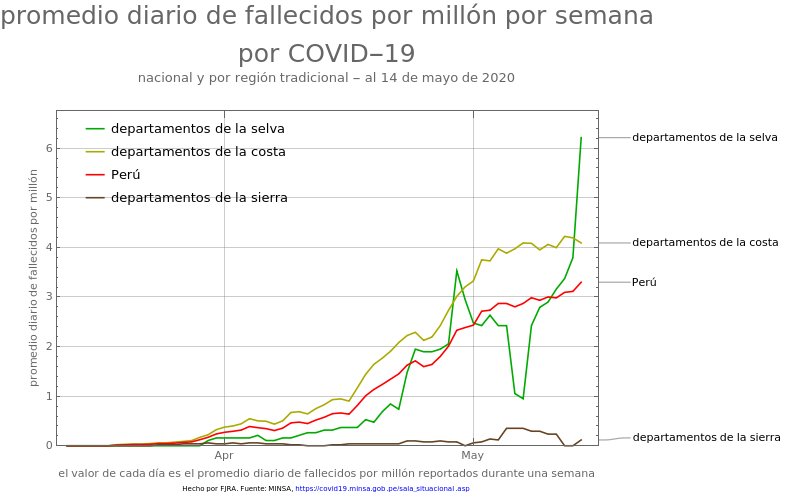 promedio diario de fallecidos por millón por semana
por COVID−19
nacional y por región tradicional − al 14 de mayo de 2020
departamentos de la selva
departamentos de la costa
Perú
departamentos de la sierra
promedio diario de fallecidos por millón
6
5
4
3
2
1
0
Apr
May
departamentos de la selva
departamentos de la costa
Perú
departamentos de la sierra
el valor de cada día es el promedio diario de fallecidos por millón reportados durante una semana
Hecho por FJRA. Fuente: MINSA, https://covid19.minsa.gob.pe/sala_situacional.asp